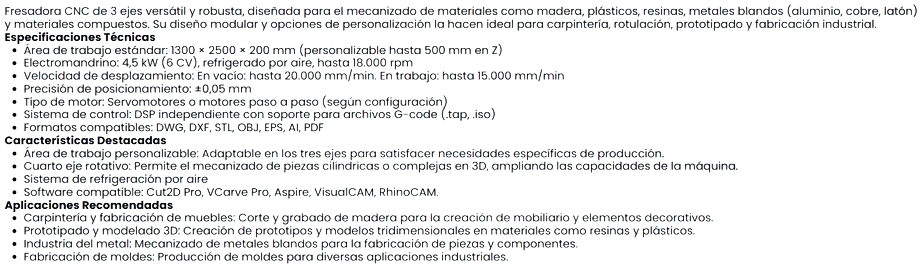 Fresadora CNC de 3 ejes versátil y robusta, diseñada para el mecanizado de materiales como madera, plásticos, resinas, metales blandos (aluminio, cobre, latón)
y materiales compuestos. Su diseño modular y opciones de personalización la hacen ideal para carpintería, rotulación, prototipado y fabricación industrial.
Especificaciones Técnicas
• Área de trabajo estándar: 1300 × 2500 × 200 mm (personalizable hasta 500 mm en Z)
• Electromandrino: 4,5 kW (6 CV), refrigerado por aire, hasta 18.000 rpm
• Velocidad de desplazamiento: En vacío: hasta 20.000 mm/min. En trabajo: hasta 15.000 mm/min
• Precisión de posicionamiento: ±0,05 mm
• Tipo de motor: Servomotores o motores paso a paso (según configuración)
• Sistema de control: DSP independiente con soporte para archivos G-code (.tap, .iso)
• Formatos compatibles: DWG, DXF, STL, OBJ, EPS, AI, PDF
Características Destacadas
• Área de trabajo personalizable: Adaptable en los tres ejes para satisfacer necesidades específicas de producción.
• Cuarto eje rotativo: Permite el mecanizado de piezas cilíndricas o complejas en 3D, ampliando las capacidades de la máquina.
• Sistema de refrigeración por aire
• Software compatible: Cut2D Pro, VCarve Pro, Aspire, VisualCAM, RhinoCAM.
Aplicaciones Recomendadas
• Carpintería y fabricación de muebles: Corte y grabado de madera para la creación de mobiliario y elementos decorativos.
• Prototipado y modelado 3D: Creación de prototipos y modelos tridimensionales en materiales como resinas y plásticos.
• Industria del metal: Mecanizado de metales blandos para la fabricación de piezas y componentes.
• Fabricación de moldes: Producción de moldes para diversas aplicaciones industriales.